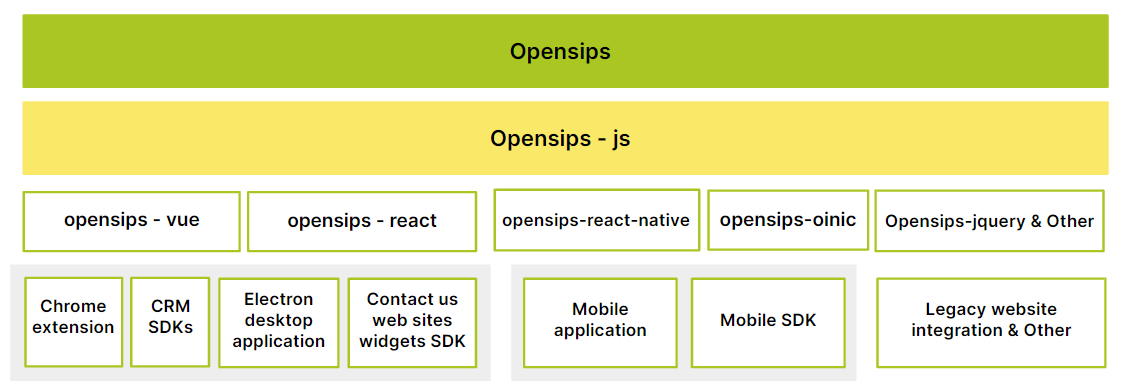 Opensips
Opensips - js
opensips - vue
opensips - react
opensips-react-native
opensips-oinic
Opensips-jquery & Other
Chrome
extension
CRM
SDKs
Electron
desktop
application
Contact us
web sites
widgets SDK
Mobile
application
Mobile SDK
Legacy website
integration & Other